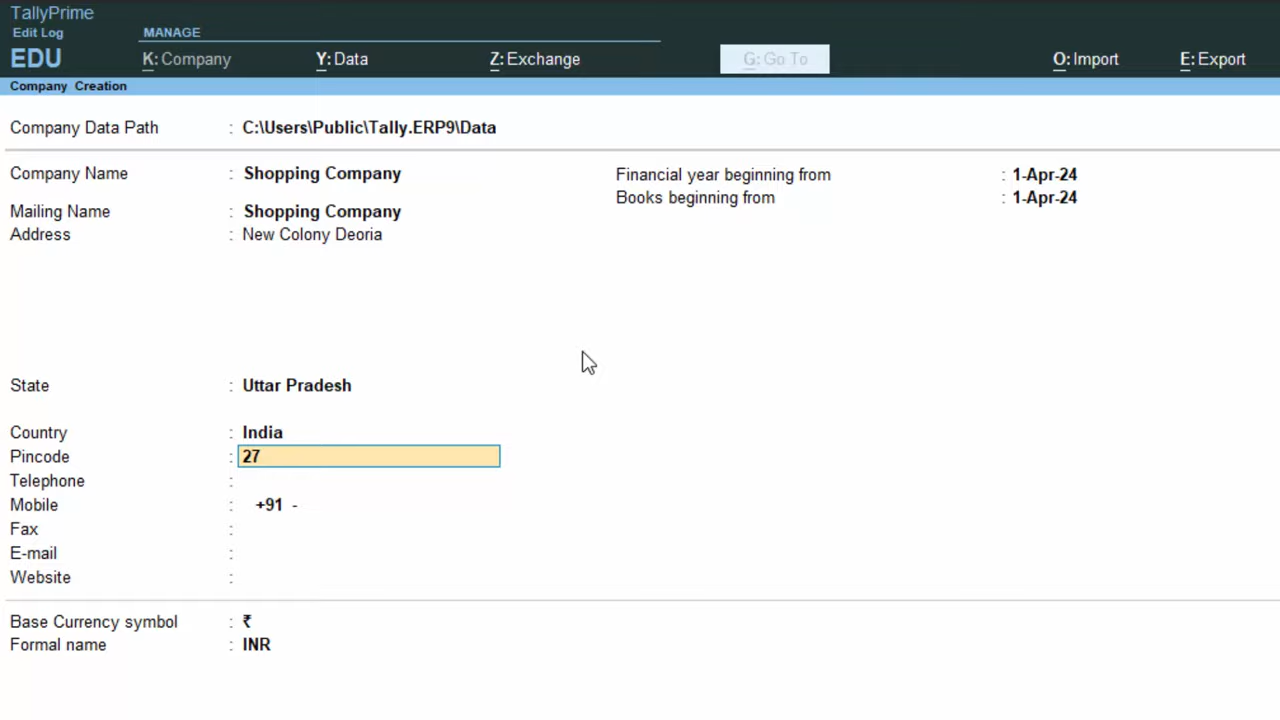 TallyPrime
Edit Log
MANAGE
EDU
K: Company
Y: Data
Z: Exchange
G: Go To
O: Import
E: Export
Company Creation
Company Data Path : C:\Users\Public\Tally.ERP9\Data
Company Name : Shopping Company
Financial year beginning from : 1-Apr-24
Books beginning from : 1-Apr-24
Mailing Name : Shopping Company
Address : New Colony Deoria
State : Uttar Pradesh
Country : India
Pincode : 27
Telephone :
Mobile : +91 -
Fax :
E-mail :
Website :
Base Currency symbol : ₹
Formal name : INR